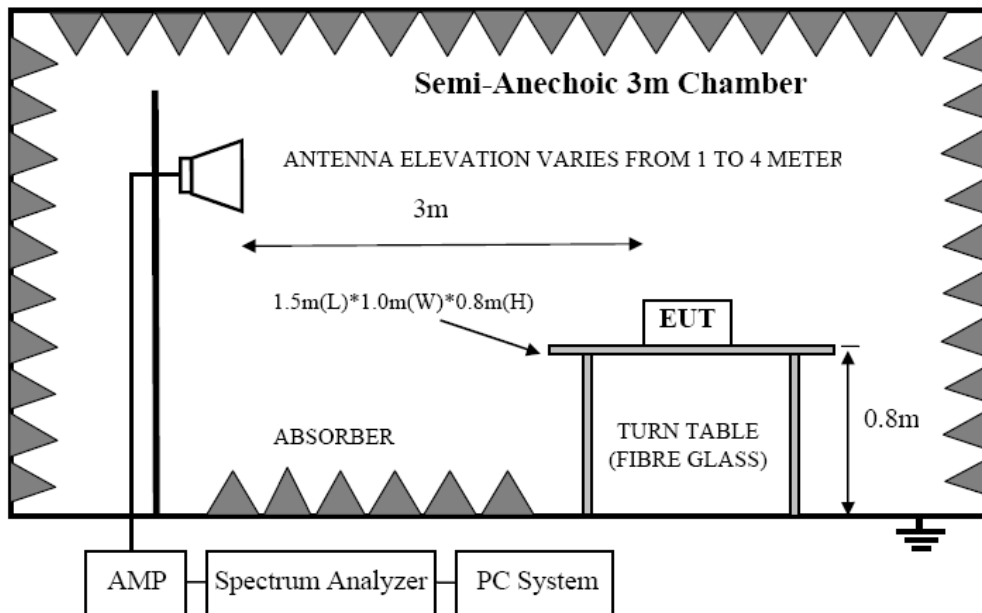 Semi-Anechoic 3m Chamber
ANTENNA ELEVATION VARIES FROM 1 TO 4 METER
3m
1.5m(L)*1.0m(W)*0.8m(H)
EUT
0.8m
ABSORBER
TURN TABLE
(FIBRE GLASS)
AMP
Spectrum Analyzer
PC System